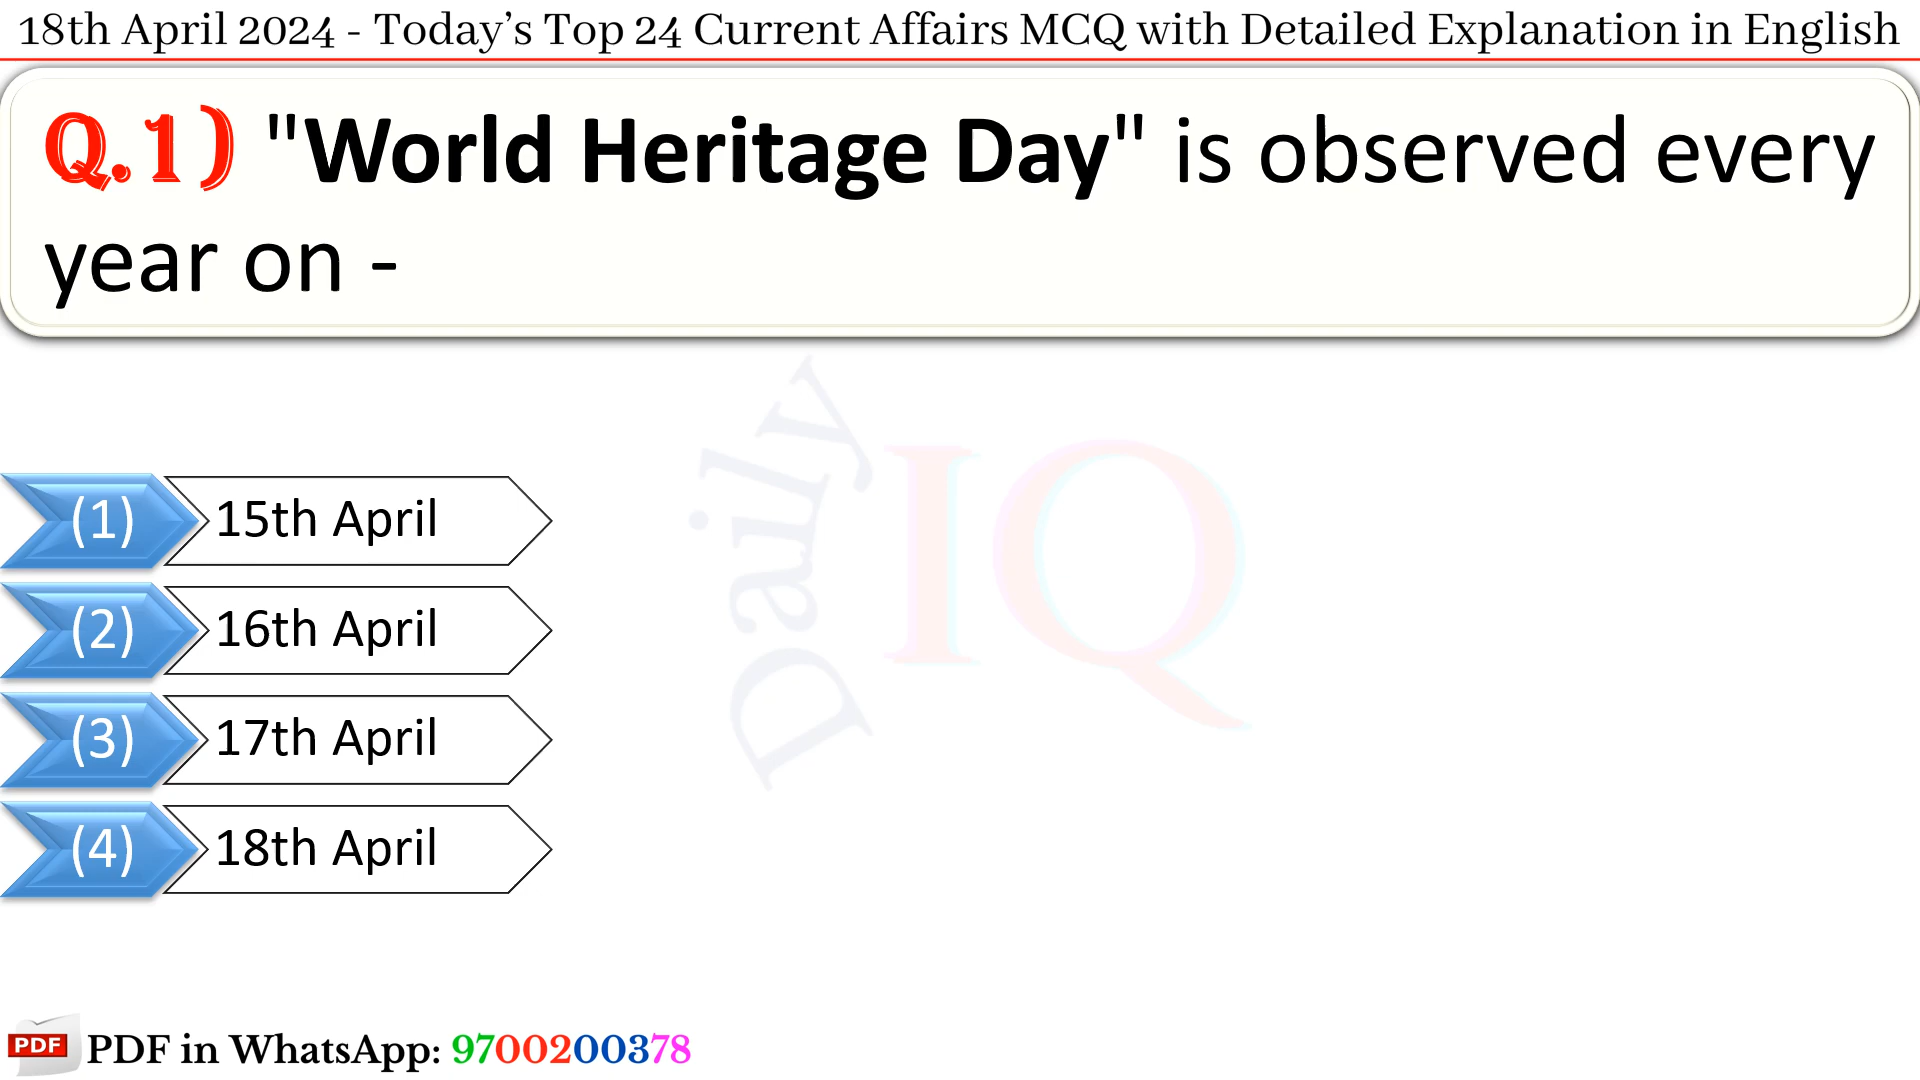 18th April 2024 - Today’s Top 24 Current Affairs MCQ with Detailed Explanation in English
Q.1) "World Heritage Day" is observed every
year on -
(1) 15th April
(2) 16th April
(3) 17th April
(4) 18th April
Daily IQ
PDF PDF in WhatsApp: 9700200378